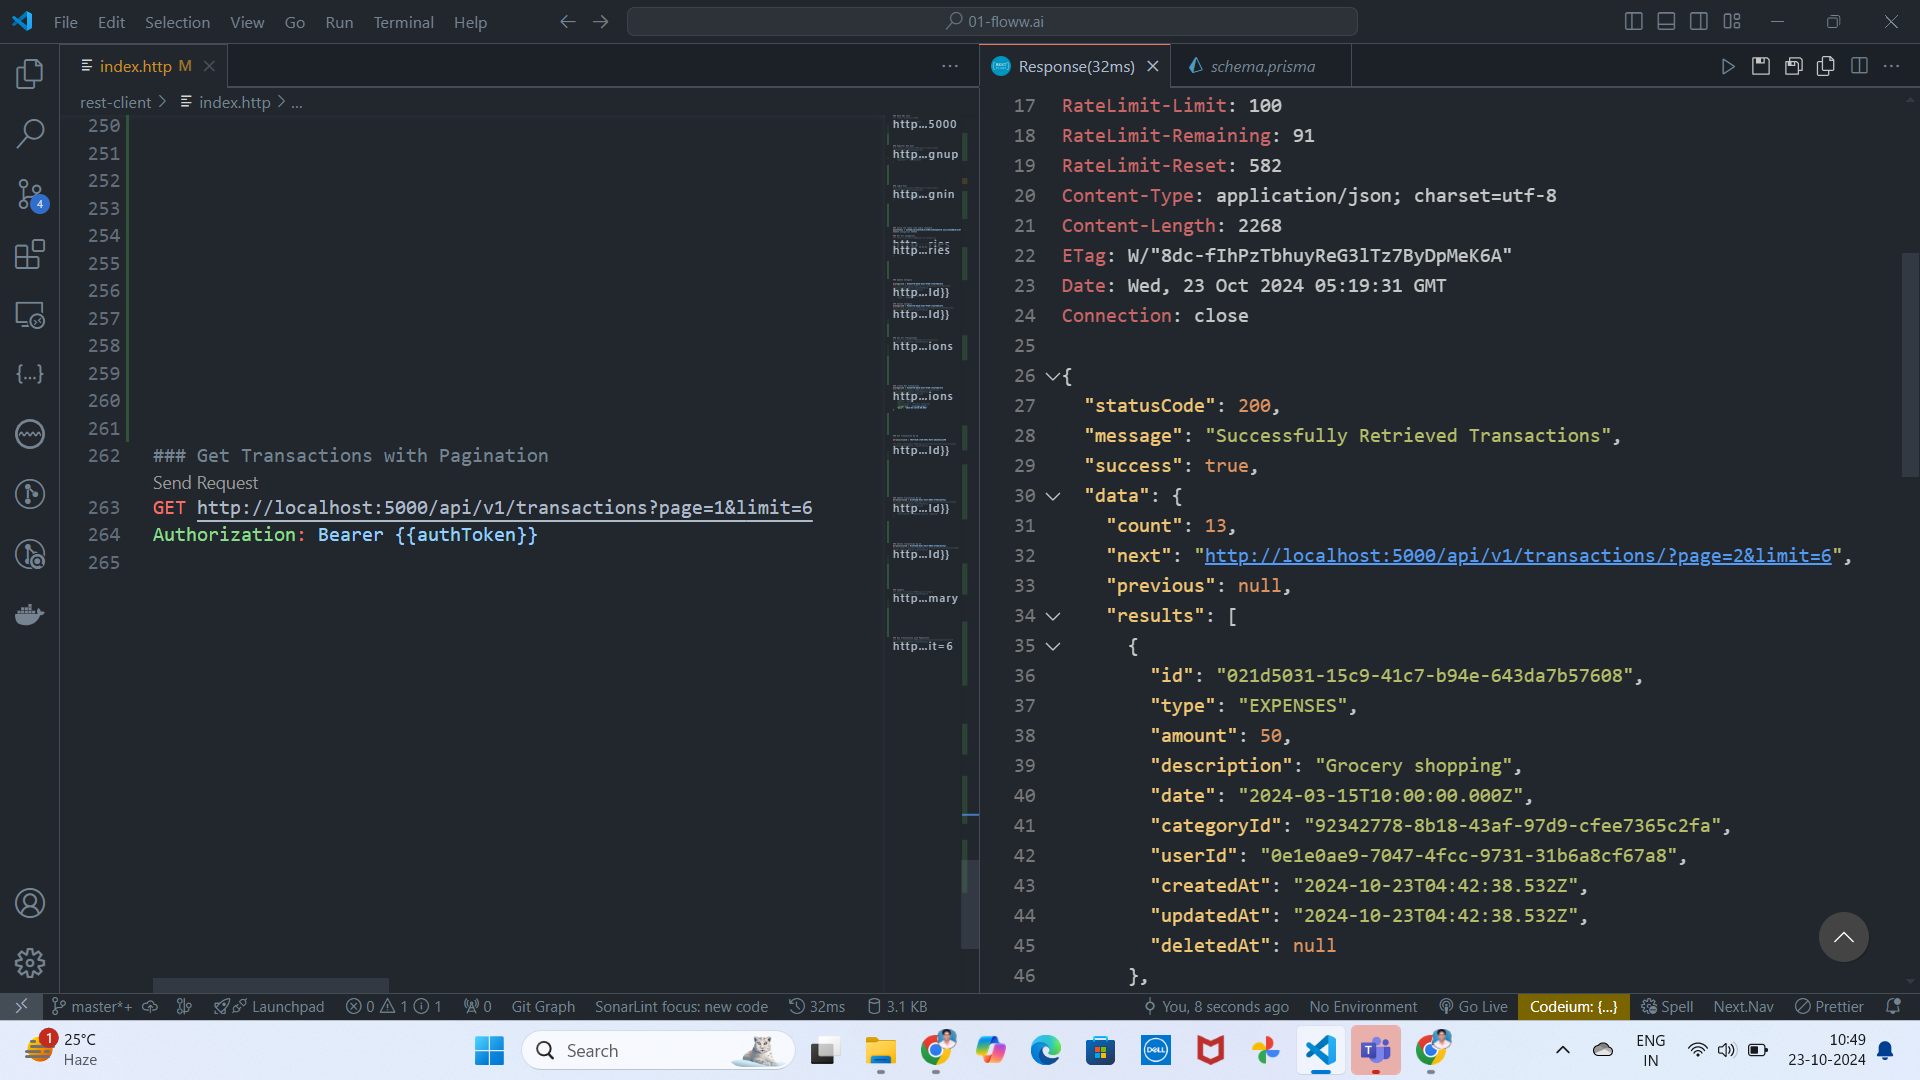 File Edit Selection View Go Run Terminal Help
01-floww.ai
index.http M
Response(32ms)
schema.prisma
rest-client > index.http > ...
250
251
252
253
254
255
256
257
258
259
260
261
262 ### Get Transactions with Pagination
Send Request
263 GET http://localhost:5000/api/v1/transactions?page=1&limit=6
264 Authorization: Bearer {{authToken}}
265
4
{...}
http...5000
http...gnup
http...gnin
http...ries
http...Id}}
http...Id}}
http...ions
http...ions
http...Id}}
http...Id}}
http...Id}}
http...mary
http...it=6
17 RateLimit-Limit: 100
18 RateLimit-Remaining: 91
19 RateLimit-Reset: 582
20 Content-Type: application/json; charset=utf-8
21 Content-Length: 2268
22 ETag: W/"8dc-fIhPzTbhuyReG3lTz7ByDpMeK6A"
23 Date: Wed, 23 Oct 2024 05:19:31 GMT
24 Connection: close
25
26 {
27 "statusCode": 200,
28 "message": "Successfully Retrieved Transactions",
29 "success": true,
30 "data": {
31 "count": 13,
32 "next": "http://localhost:5000/api/v1/transactions/?page=2&limit=6",
33 "previous": null,
34 "results": [
35 {
36 "id": "021d5031-15c9-41c7-b94e-643da7b57608",
37 "type": "EXPENSES",
38 "amount": 50,
39 "description": "Grocery shopping",
40 "date": "2024-03-15T10:00:00.000Z",
41 "categoryId": "92342778-8b18-43af-97d9-cfee7365c2fa",
42 "userId": "0e1e0ae9-7047-4fcc-9731-31b6a8cf67a8",
43 "createdAt": "2024-10-23T04:42:38.532Z",
44 "updatedAt": "2024-10-23T04:42:38.532Z",
45 "deletedAt": null
46 },
master*+ Launchpad 0 1 1 0 Git Graph SonarLint focus: new code 32ms 3.1 KB You, 8 seconds ago No Environment Go Live Codeium: {...} Spell Next.Nav Prettier
1
25°C
Haze
Search
DELL
T
ENG
IN
10:49
23-10-2024